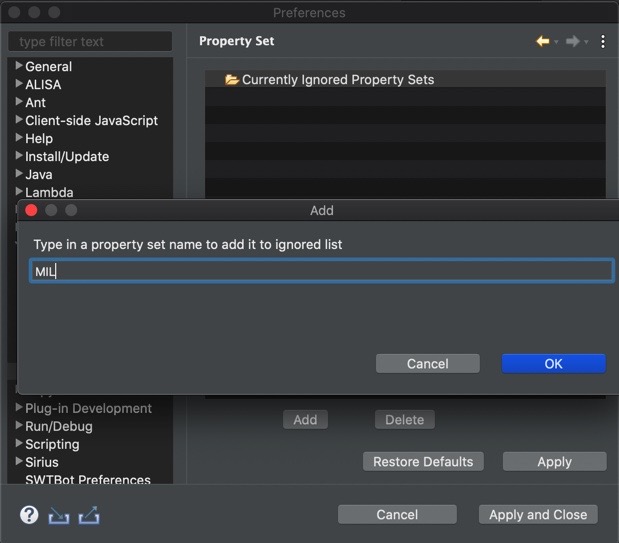 Preferences
type filter text
Property Set
General
ALISA
Ant
Client-side JavaScript
Help
Install/Update
Java
Lambda
Currently Ignored Property Sets
Add
Type in a property set name to add it to ignored list
MIL
Cancel
OK
Plug-in Development
Run/Debug
Scripting
Sirius
SWTBot Preferences
Add
Delete
Restore Defaults
Apply
?
Cancel
Apply and Close